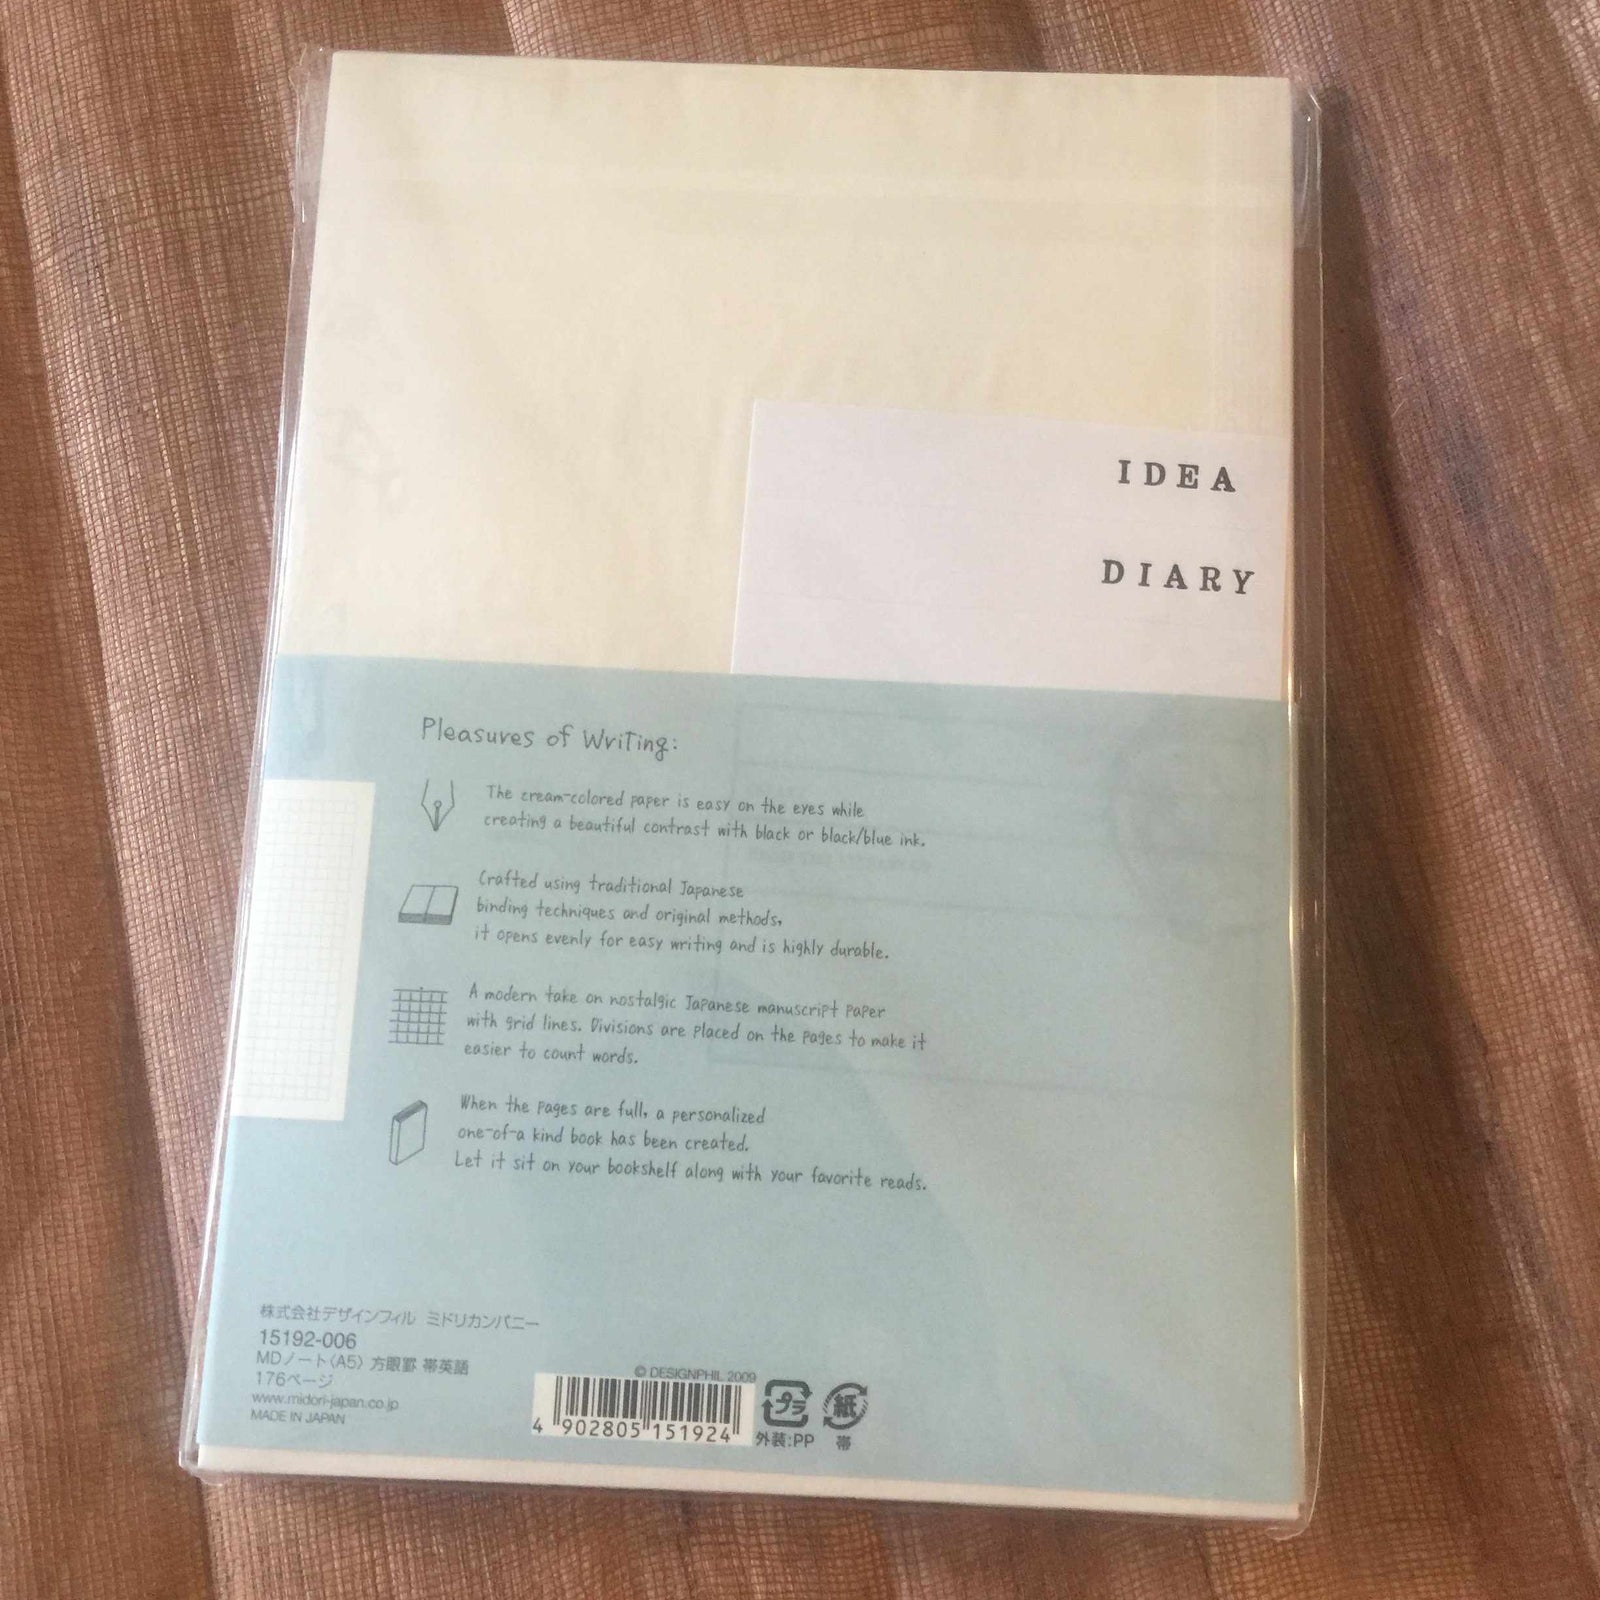 IDEA
DIARY
Pleasures of Writing:
The cream-colored paper is easy on the eyes while
creating a beautiful contrast with black or black/blue ink.
Crafted using traditional Japanese
binding techniques and original methods,
it opens evenly for easy writing and is highly durable.
A modern take on nostalgic Japanese manuscript paper
with grid lines. Divisions are placed on the pages to make it
easier to count words.
When the pages are full, a personalized
one-of-a kind book has been created.
Let it sit on your bookshelf along with your favorite reads.
株式会社デザインフィル ミドリカンパニー
15192-006
MDノート〈A5〉 方眼罫 帯英語
176ページ
www.midori-japan.co.jp
MADE IN JAPAN
© DESIGNPHIL 2009
4 902805 151924
プラ
外装:PP
紙
帯